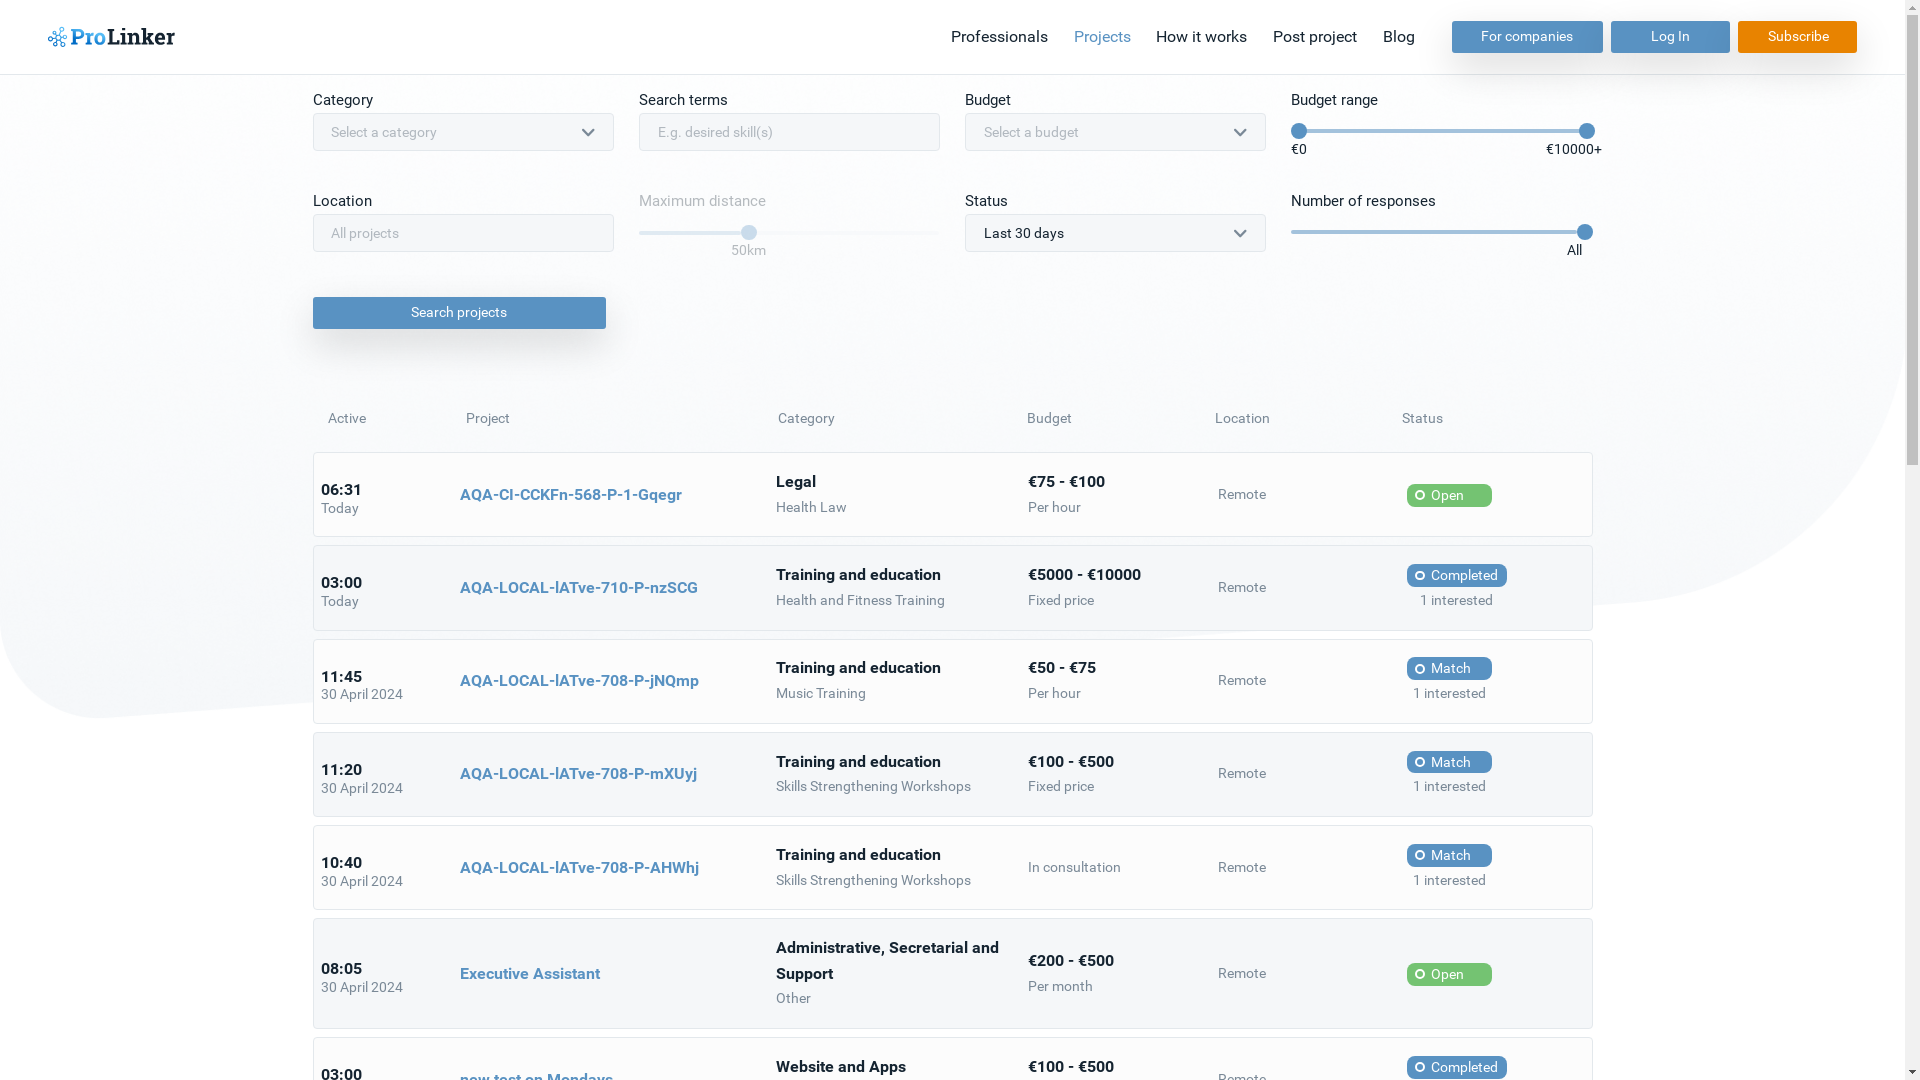 ProLinker
Professionals
Projects
How it works
Post project
Blog
For companies
Log In
Subscribe
Category
Search terms
Budget
Budget range
Select a category
E.g. desired skill(s)
Select a budget
€0
€10000+
Location
Maximum distance
Status
Number of responses
All projects
50km
Last 30 days
All
Search projects
Active
Project
Category
Budget
Location
Status
06:31
Today
AQA-CI-CCKFn-568-P-1-Gqegr
Legal
Health Law
€75 - €100
Per hour
Remote
Open
03:00
Today
AQA-LOCAL-lATve-710-P-nzSCG
Training and education
Health and Fitness Training
€5000 - €10000
Fixed price
Remote
Completed
1 interested
11:45
30 April 2024
AQA-LOCAL-lATve-708-P-jNQmp
Training and education
Music Training
€50 - €75
Per hour
Remote
Match
1 interested
11:20
30 April 2024
AQA-LOCAL-lATve-708-P-mXUyj
Training and education
Skills Strengthening Workshops
€100 - €500
Fixed price
Remote
Match
1 interested
10:40
30 April 2024
AQA-LOCAL-lATve-708-P-AHWhj
Training and education
Skills Strengthening Workshops
In consultation
Remote
Match
1 interested
08:05
30 April 2024
Executive Assistant
Administrative, Secretarial and
Support
Other
€200 - €500
Per month
Remote
Open
03:00
new test on Mondays
Website and Apps
€100 - €500
Remote
Completed